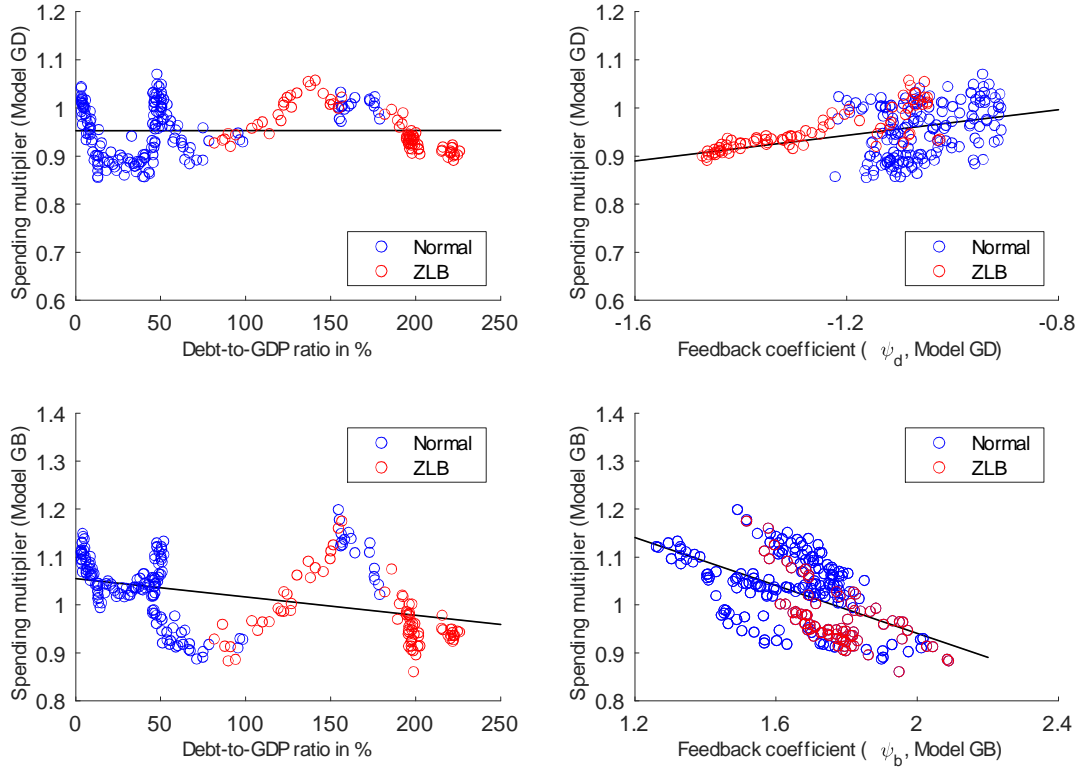 Spending multiplier (Model GD)
1.2
1.1
1
0.9
0.8
0.7
0.6
0
50
100
150
200
250
Debt-to-GDP ratio in %
Normal
ZLB
Spending multiplier (Model GD)
1.2
1.1
1
0.9
0.8
0.7
0.6
-1.6
-1.2
-0.8
Feedback coefficient ( ψ_d, Model GD)
Normal
ZLB
Spending multiplier (Model GB)
1.4
1.3
1.2
1.1
1
0.9
0.8
0
50
100
150
200
250
Debt-to-GDP ratio in %
Normal
ZLB
Spending multiplier (Model GB)
1.4
1.3
1.2
1.1
1
0.9
0.8
1.2
1.6
2
2.4
Feedback coefficient ( ψ_b, Model GB)
Normal
ZLB